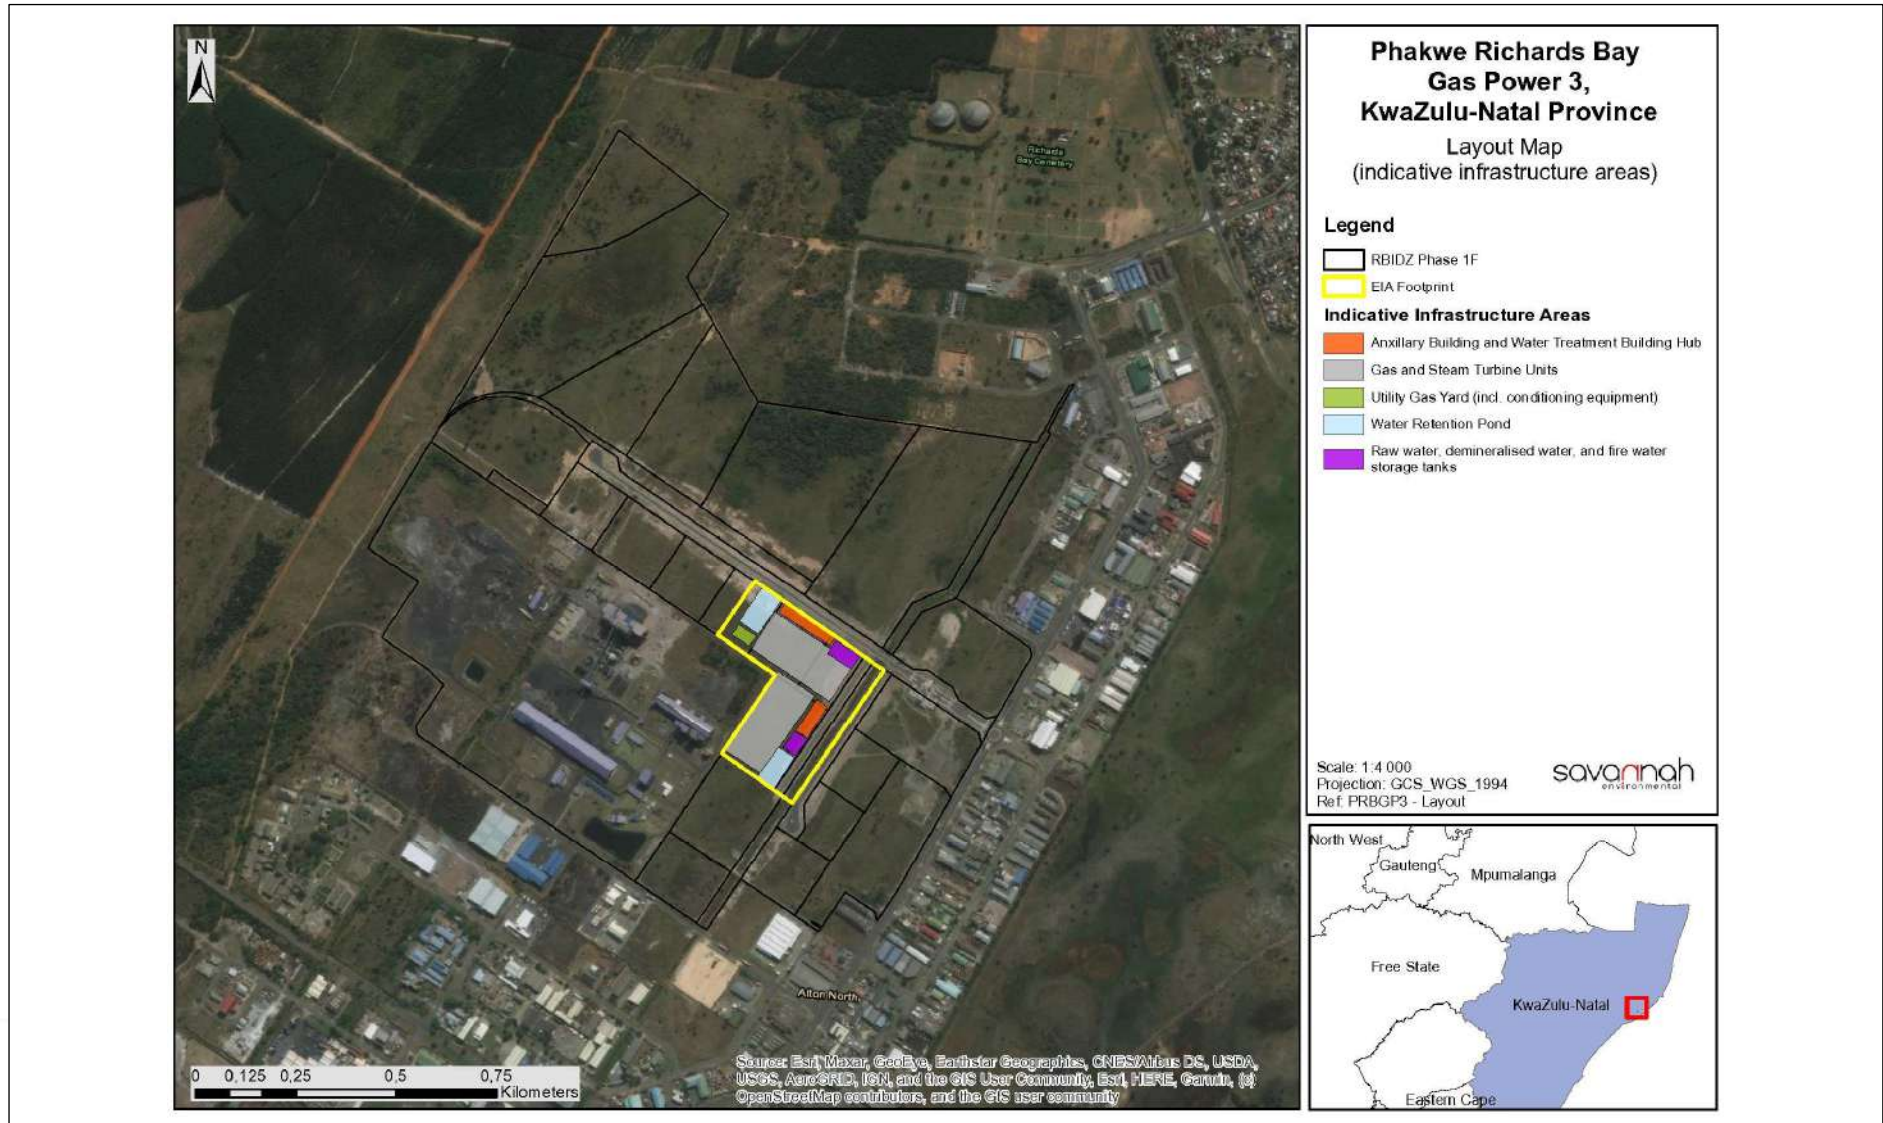 N
Richards
Bay Cemetery
Alton North
0 0,125 0,25 0,5 0,75
Kilometers
Source: Esri, Maxar, GeoEye, Earthstar Geographics, CNES/Airbus DS, USDA,
USGS, AeroGRID, IGN, and the GIS User Community, Esri, HERE, Garmin, (c)
OpenStreetMap contributors, and the GIS user community
Phakwe Richards Bay
Gas Power 3,
KwaZulu-Natal Province
Layout Map
(indicative infrastructure areas)
Legend
RBIDZ Phase 1F
EIA Footprint
Indicative Infrastructure Areas
Anxillary Building and Water Treatment Building Hub
Gas and Steam Turbine Units
Utility Gas Yard (incl. conditioning equipment)
Water Retention Pond
Raw water, demineralised water, and fire water
storage tanks
Scale: 1:4 000
Projection: GCS_WGS_1994
Ref: PRBGP3 - Layout
savannah
environmental
North West
Gauteng
Mpumalanga
Free State
KwaZulu-Natal
Eastern Cape